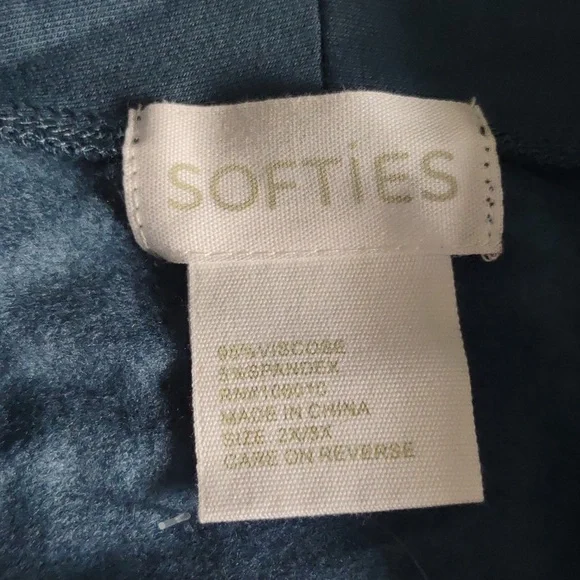 SOFTiES
95% VISCOSE
5% SPANDEX
RN#109010
MADE IN CHINA
SIZE, 2X/3X
CARE ON REVERSE